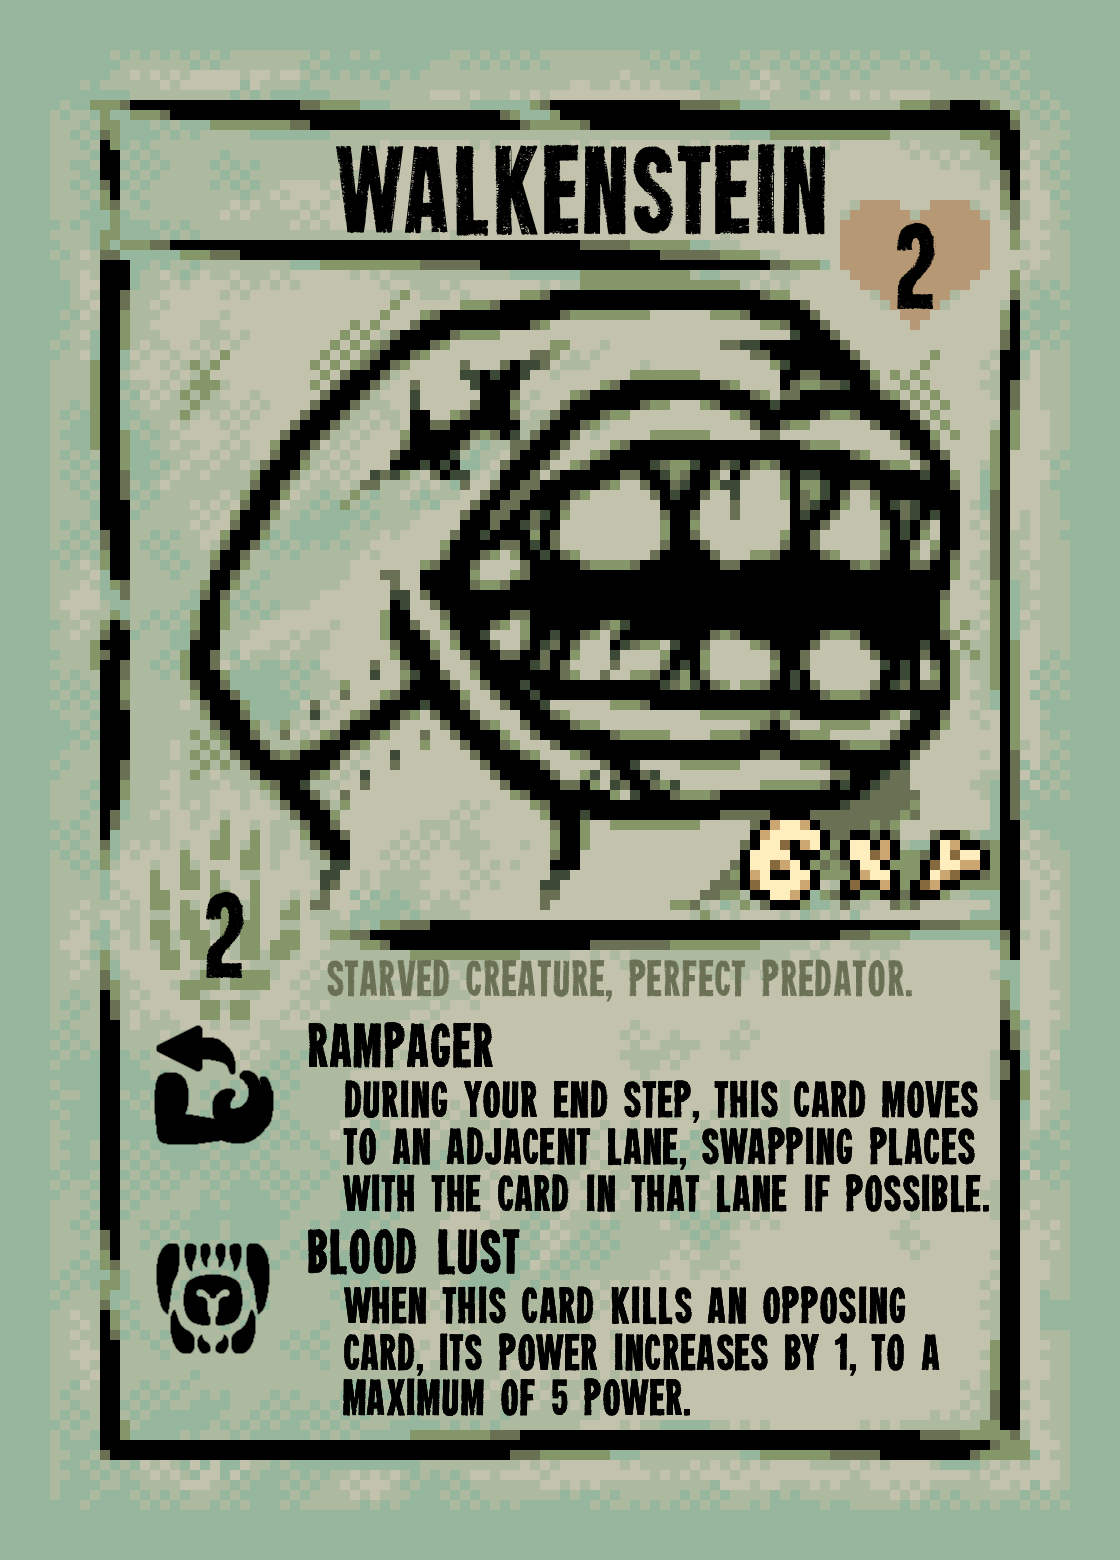 WALKENSTEIN
2
6 XP
2
STARVED CREATURE, PERFECT PREDATOR.
RAMPAGER
DURING YOUR END STEP, THIS CARD MOVES
TO AN ADJACENT LANE, SWAPPING PLACES
WITH THE CARD IN THAT LANE IF POSSIBLE.
BLOOD LUST
WHEN THIS CARD KILLS AN OPPOSING
CARD, ITS POWER INCREASES BY 1, TO A
MAXIMUM OF 5 POWER.